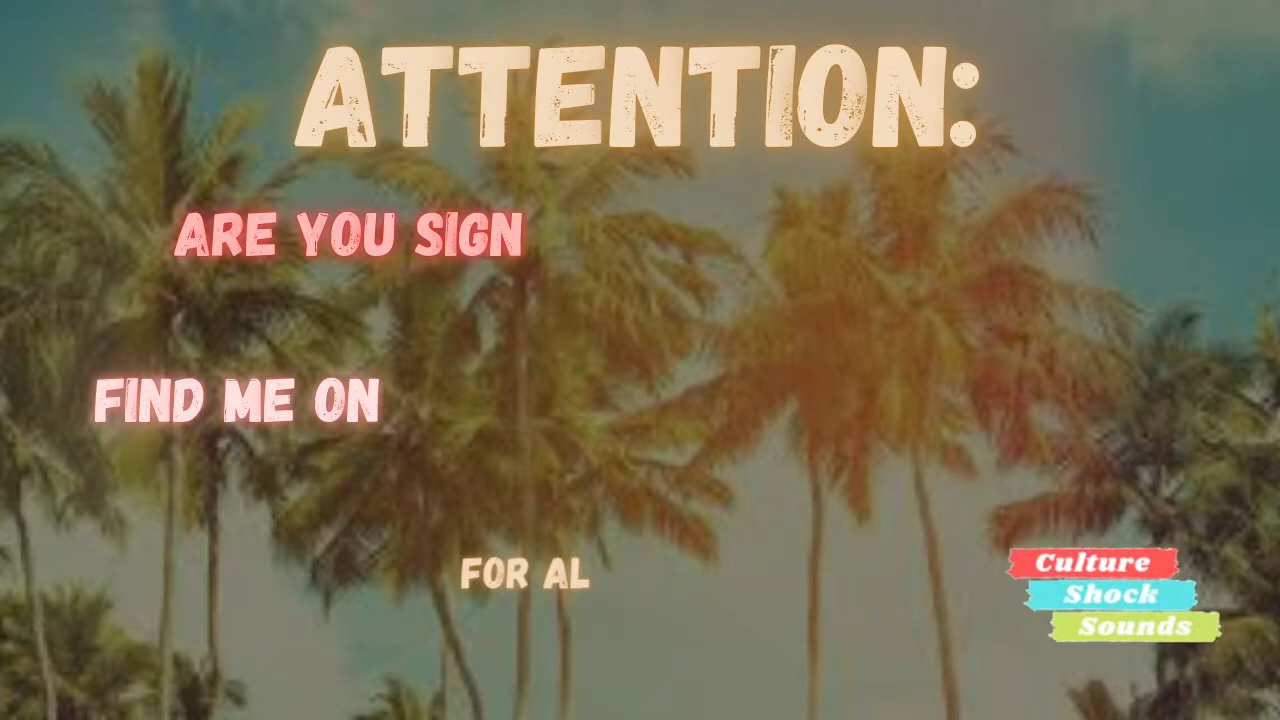 ATTENTION:
ARE YOU SIGN
FIND ME ON
FOR AL
Culture
Shock
Sounds